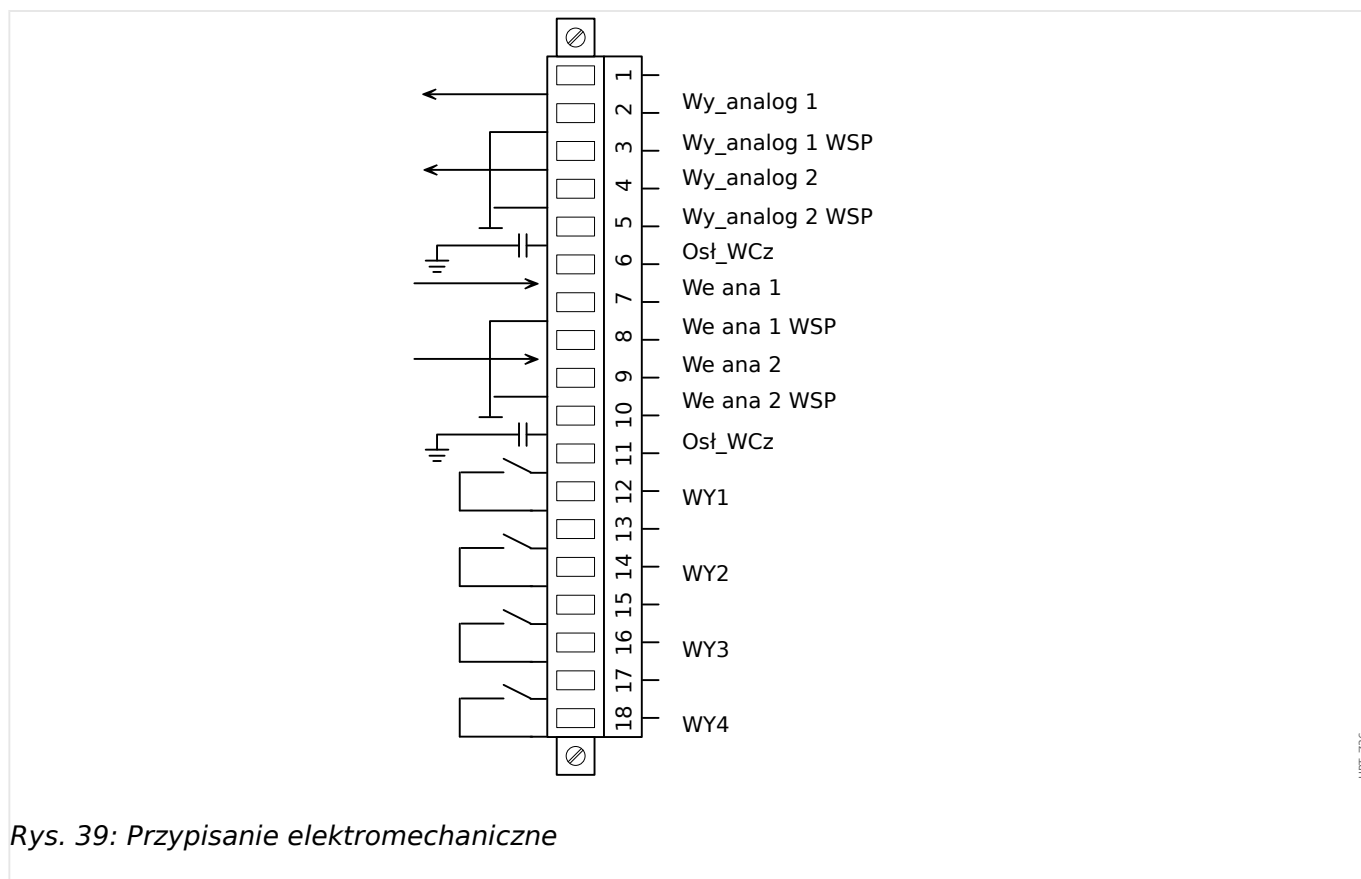 1
2
Wy_analog 1
3
Wy_analog 1 WSP
4
Wy_analog 2
5
Wy_analog 2 WSP
6
Osł_WCz
7
We ana 1
8
We ana 1 WSP
9
We ana 2
10
We ana 2 WSP
11
Osł_WCz
12
WY1
13
14
WY2
15
16
WY3
17
18
WY4
Rys. 39: Przypisanie elektromechaniczne